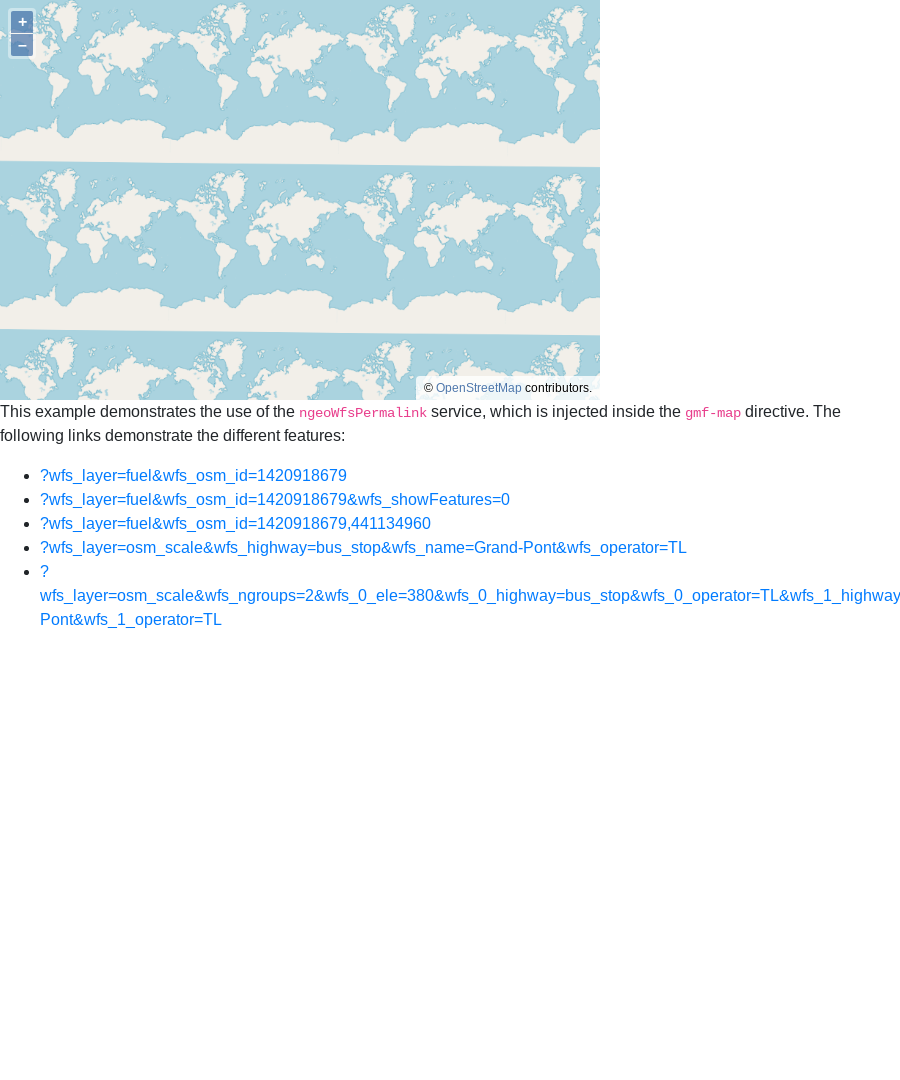 +
–
© OpenStreetMap contributors.
This example demonstrates the use of the ngeoWfsPermalink service, which is injected inside the gmf-map directive. The
following links demonstrate the different features:
?wfs_layer=fuel&wfs_osm_id=1420918679
?wfs_layer=fuel&wfs_osm_id=1420918679&wfs_showFeatures=0
?wfs_layer=fuel&wfs_osm_id=1420918679,441134960
?wfs_layer=osm_scale&wfs_highway=bus_stop&wfs_name=Grand-Pont&wfs_operator=TL
?
wfs_layer=osm_scale&wfs_ngroups=2&wfs_0_ele=380&wfs_0_highway=bus_stop&wfs_0_operator=TL&wfs_1_highway
Pont&wfs_1_operator=TL